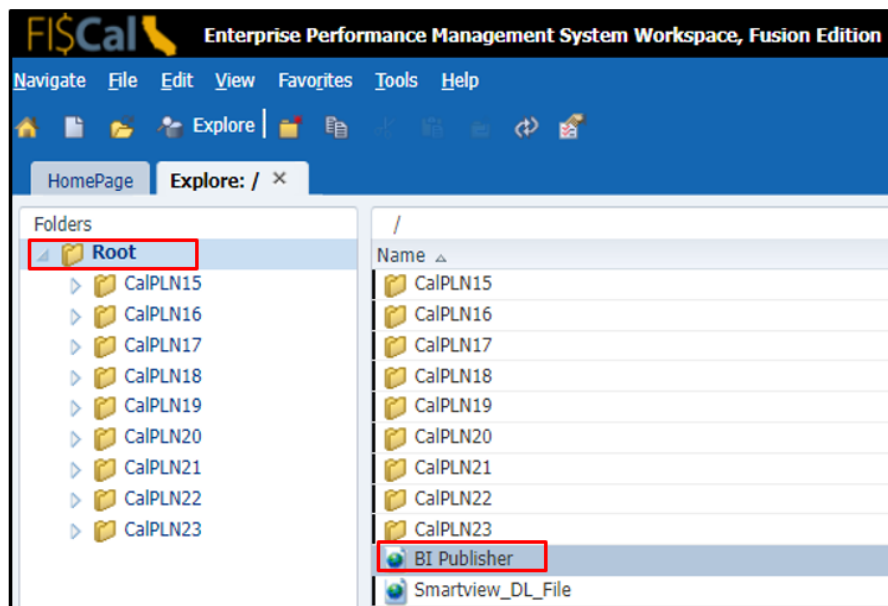 FI$Cal Enterprise Performance Management System Workspace, Fusion Edition
Navigate File Edit View Favorites Tools Help
Explore
HomePage Explore: / ×
Folders
Root
CalPLN15
CalPLN16
CalPLN17
CalPLN18
CalPLN19
CalPLN20
CalPLN21
CalPLN22
CalPLN23
/
Name
CalPLN15
CalPLN16
CalPLN17
CalPLN18
CalPLN19
CalPLN20
CalPLN21
CalPLN22
CalPLN23
BI Publisher
Smartview_DL_File